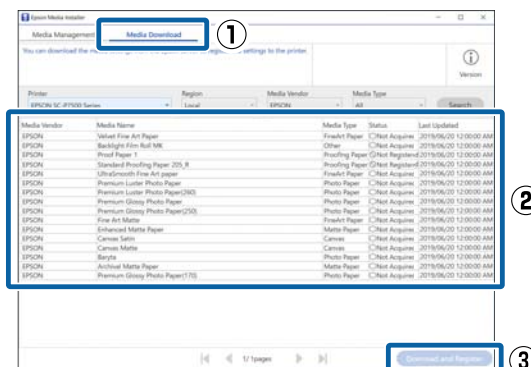 Epson Media Installer
Media Management Media Download ①
You can download the media settings from the Epson server to register the settings to the printer.
Version
Printer Region Media Vendor Media Type
EPSON SC-P7500 Series Local EPSON All Search
Media Vendor Media Name Media Type Status Last Updated
EPSON Velvet Fine Art Paper FineArt Paper Not Acquired 2019/06/20 12:00:00 AM
EPSON Backlight Film Roll MK Other Not Acquired 2019/06/20 12:00:00 AM
EPSON Proof Paper 1 Proofing Paper Not Registered 2019/06/20 12:00:00 AM
EPSON Standard Proofing Paper 205_R Proofing Paper Not Registered 2019/06/20 12:00:00 AM
EPSON UltraSmooth Fine Art paper FineArt Paper Not Acquired 2019/06/20 12:00:00 AM
EPSON Premium Luster Photo Paper Photo Paper Not Acquired 2019/06/20 12:00:00 AM
EPSON Premium Luster Photo Paper(260) Photo Paper Not Acquired 2019/06/20 12:00:00 AM
EPSON Premium Glossy Photo Paper Photo Paper Not Acquired 2019/06/20 12:00:00 AM
EPSON Premium Glossy Photo Paper(250) Photo Paper Not Acquired 2019/06/20 12:00:00 AM
EPSON Fine Art Matte FineArt Paper Not Acquired 2019/06/20 12:00:00 AM
EPSON Enhanced Matte Paper Matte Paper Not Acquired 2019/06/20 12:00:00 AM
EPSON Canvas Satin Canvas Not Acquired 2019/06/20 12:00:00 AM
EPSON Canvas Matte Canvas Not Acquired 2019/06/20 12:00:00 AM
EPSON Baryta Photo Paper Not Acquired 2019/06/20 12:00:00 AM
EPSON Archival Matte Paper Matte Paper Not Acquired 2019/06/20 12:00:00 AM
EPSON Premium Glossy Photo Paper(170) Photo Paper Not Acquired 2019/06/20 12:00:00 AM
②
1/ 1pages Download and Register ③